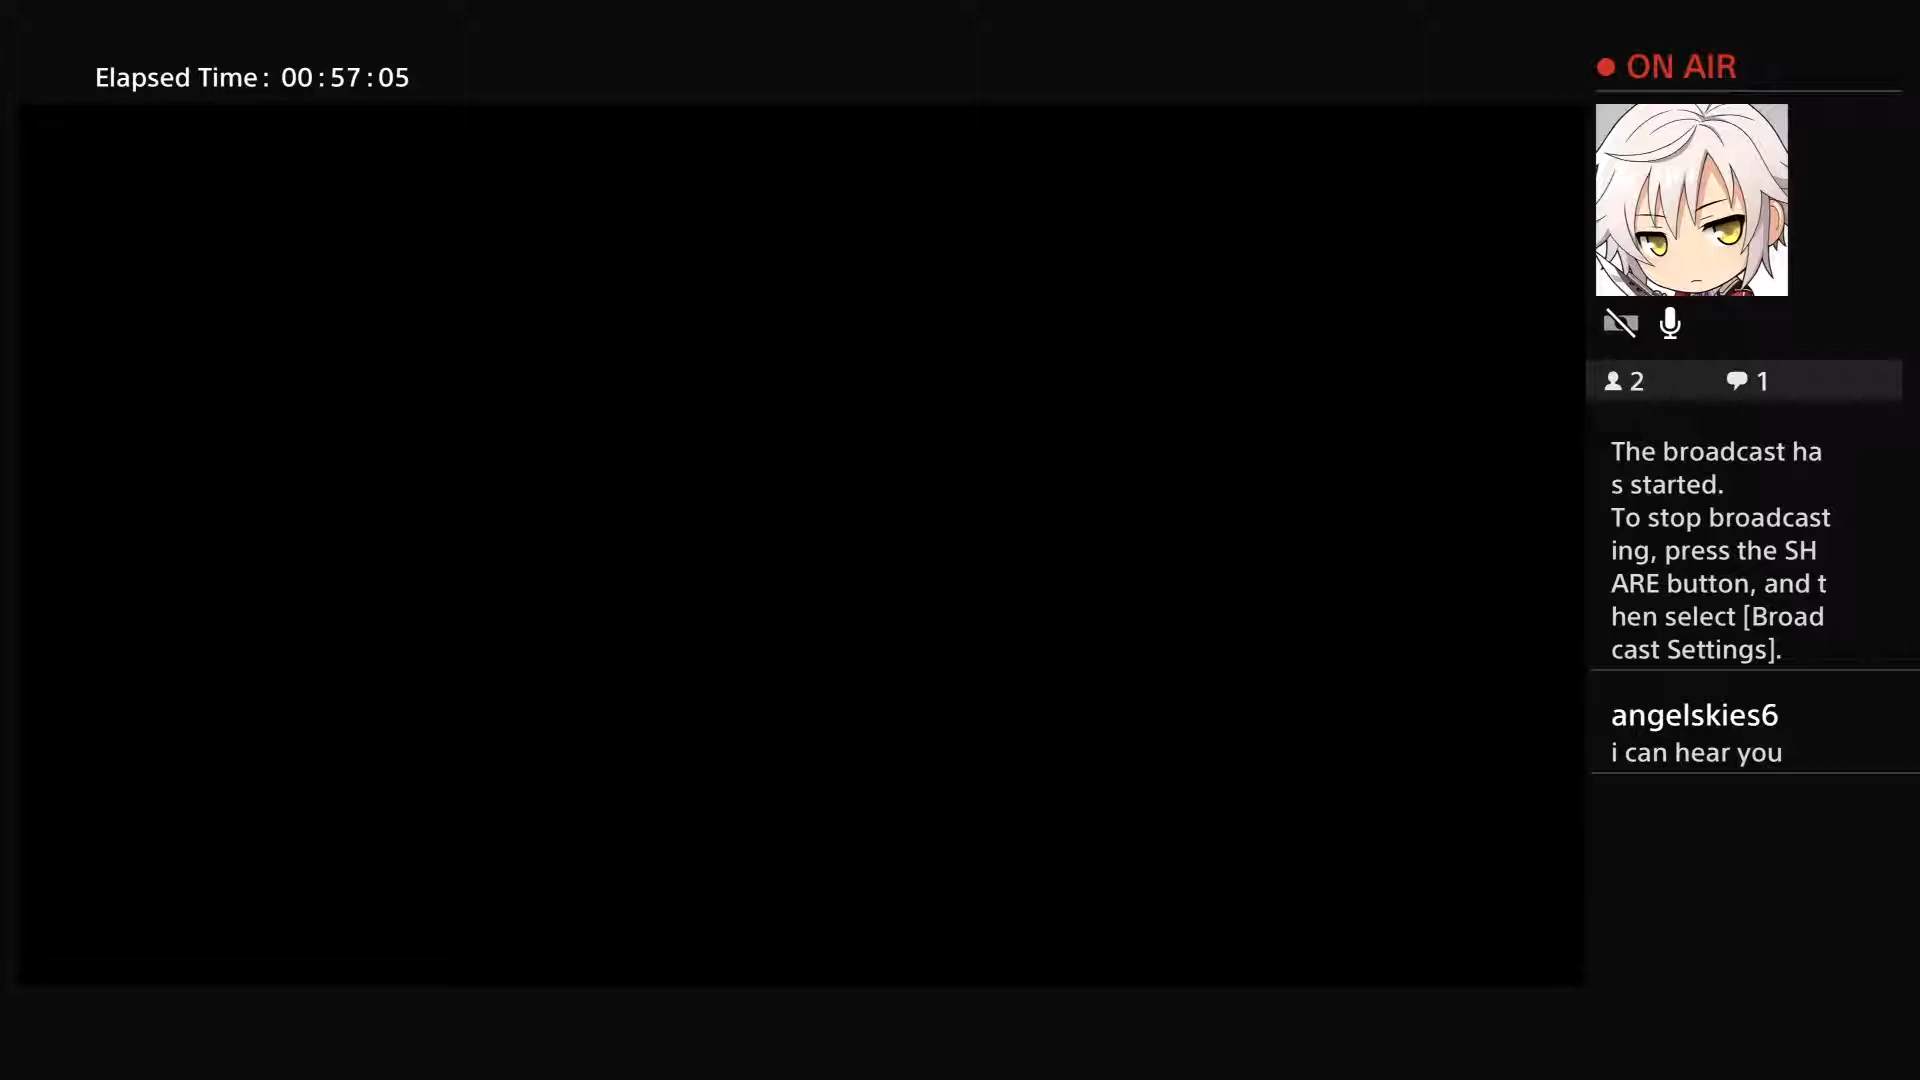 Elapsed Time: 00:57:05
ON AIR
2 1
The broadcast ha
s started.
To stop broadcast
ing, press the SH
ARE button, and t
hen select [Broad
cast Settings].
angelskies6
i can hear you